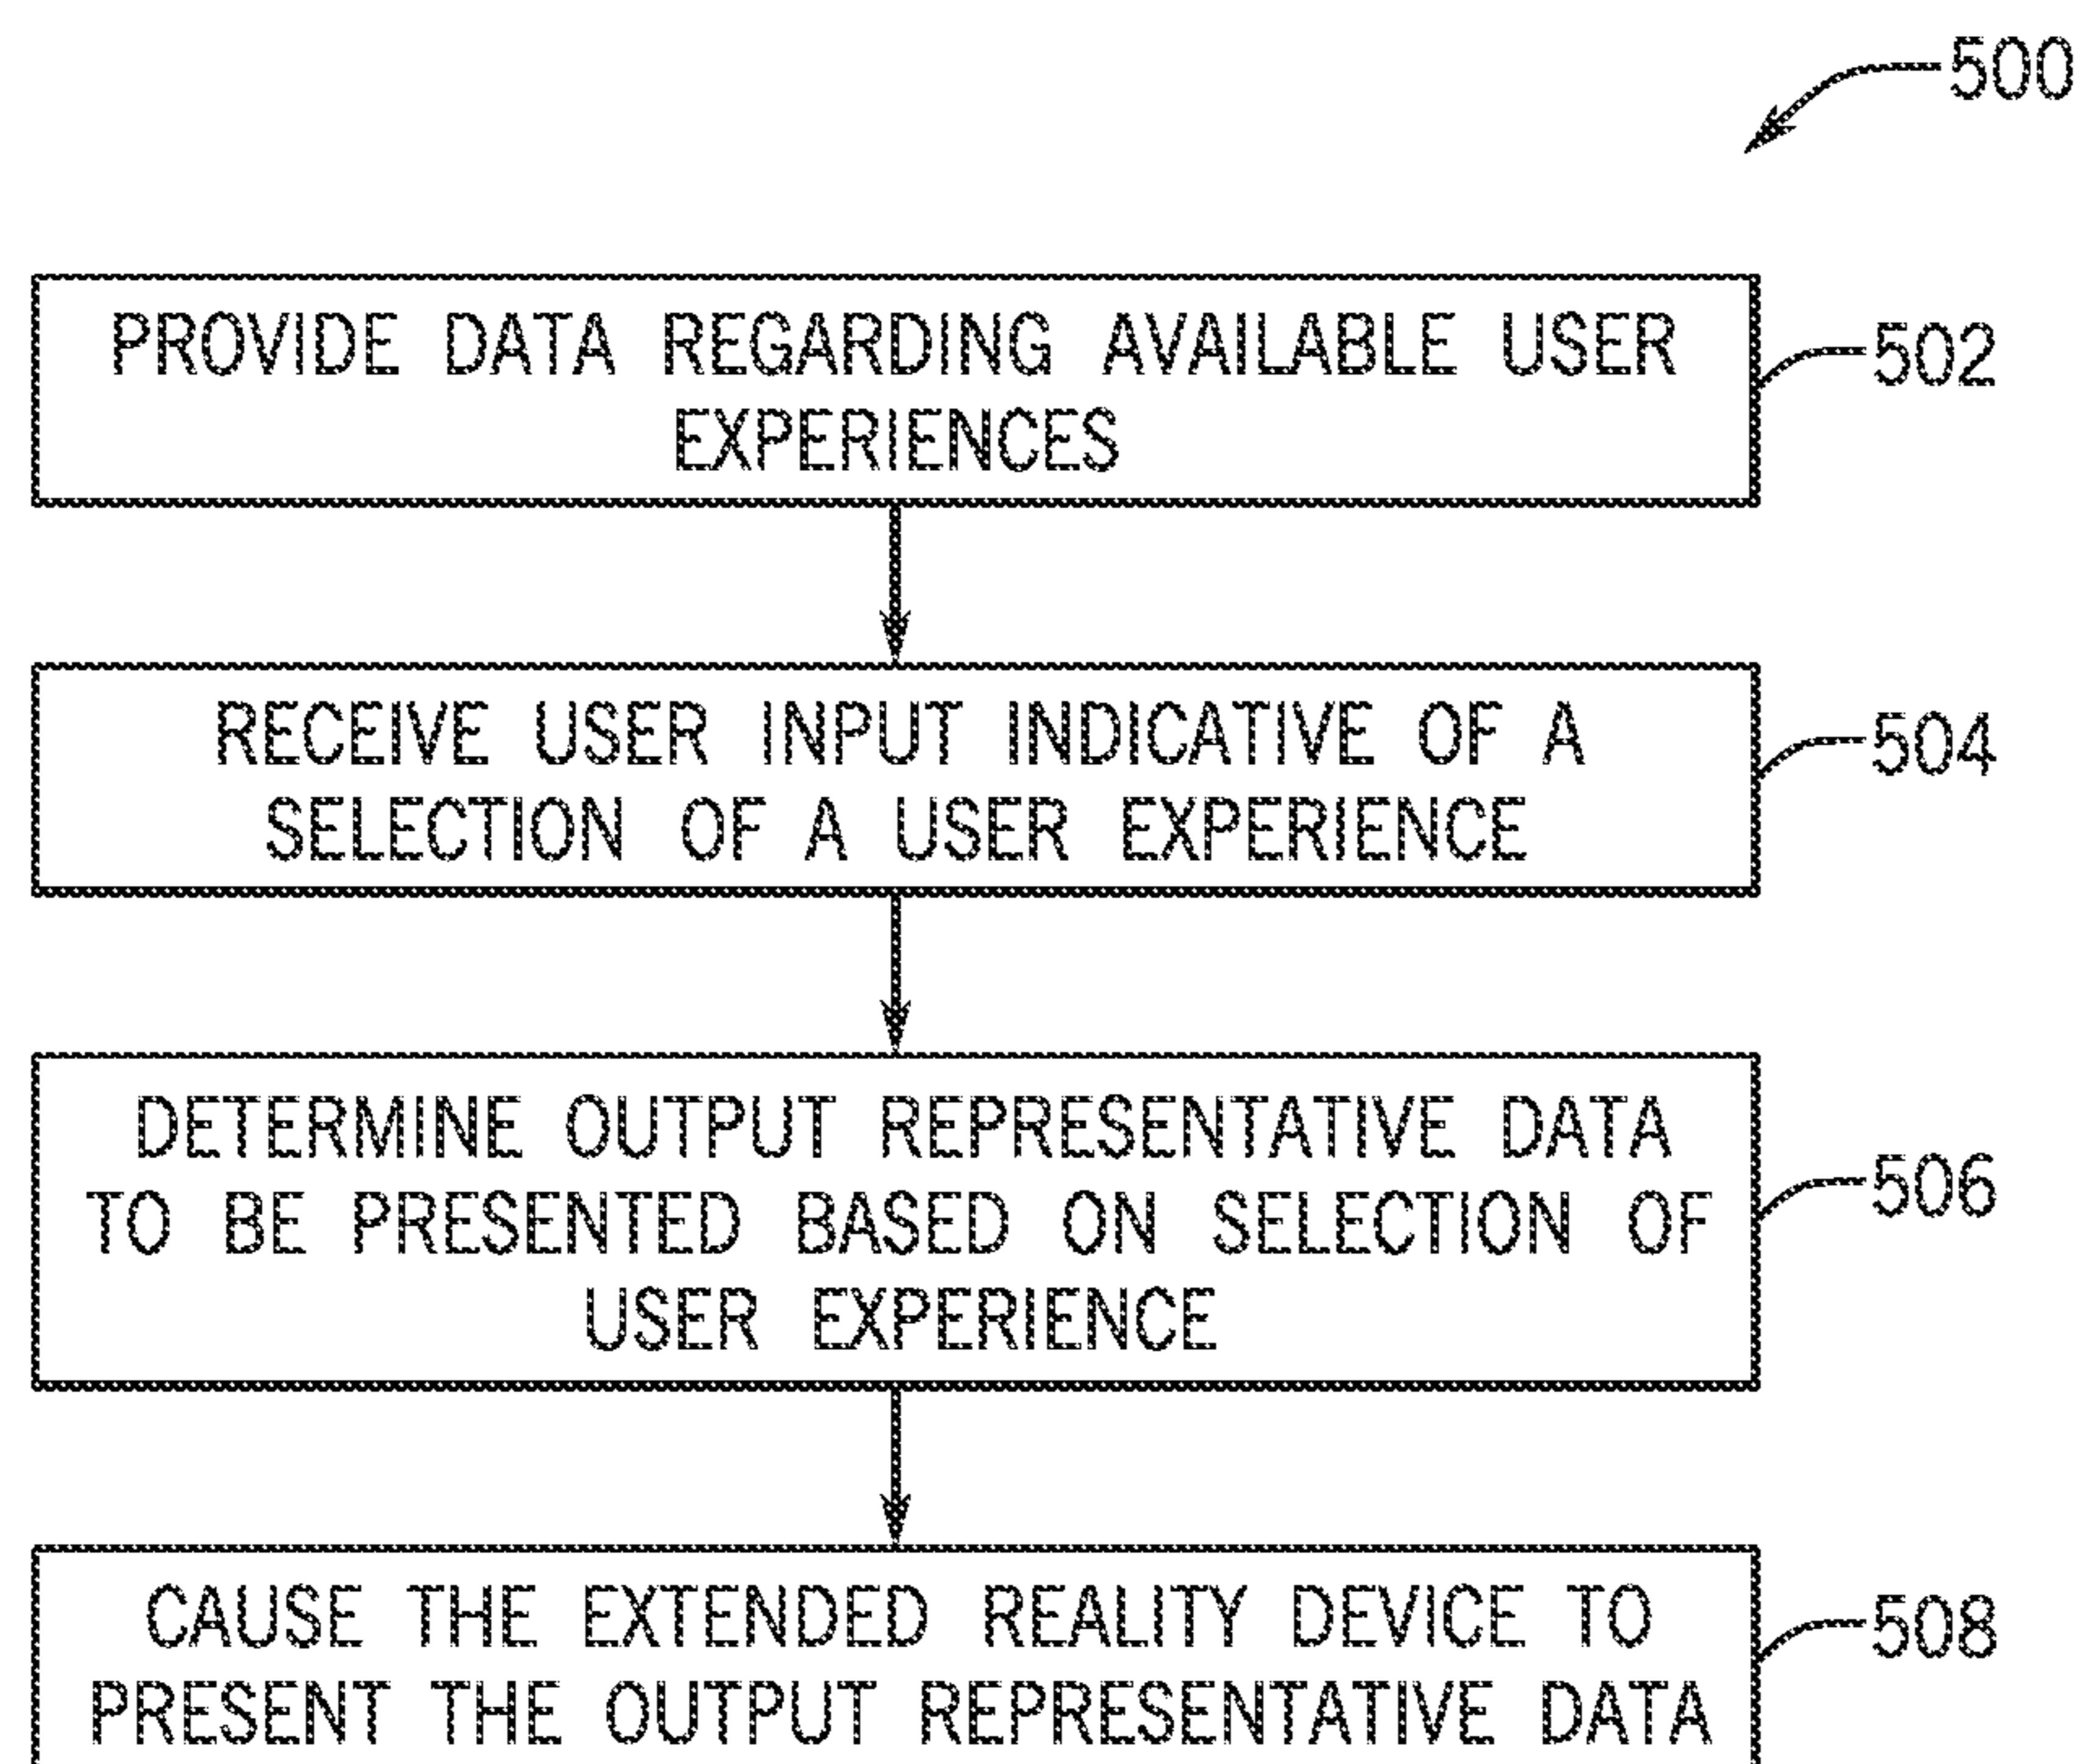 500
PROVIDE DATA REGARDING AVAILABLE USER
EXPERIENCES
502
RECEIVE USER INPUT INDICATIVE OF A
SELECTION OF A USER EXPERIENCE
504
DETERMINE OUTPUT REPRESENTATIVE DATA
TO BE PRESENTED BASED ON SELECTION OF
USER EXPERIENCE
506
CAUSE THE EXTENDED REALITY DEVICE TO
PRESENT THE OUTPUT REPRESENTATIVE DATA
508